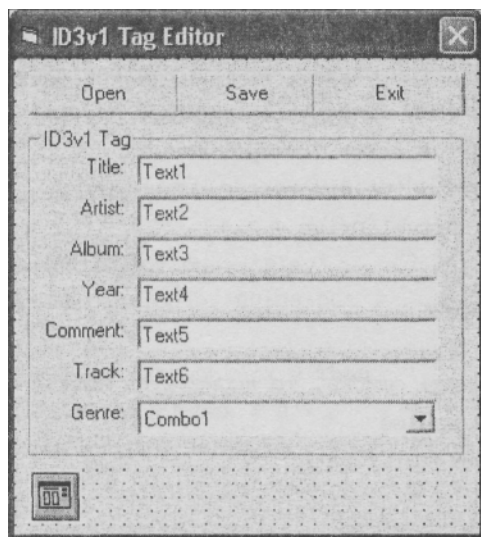 ID3v1 Tag Editor
Open Save Exit
ID3v1 Tag
Title: Text1
Artist: Text2
Album: Text3
Year: Text4
Comment: Text5
Track: Text6
Genre: Combo1